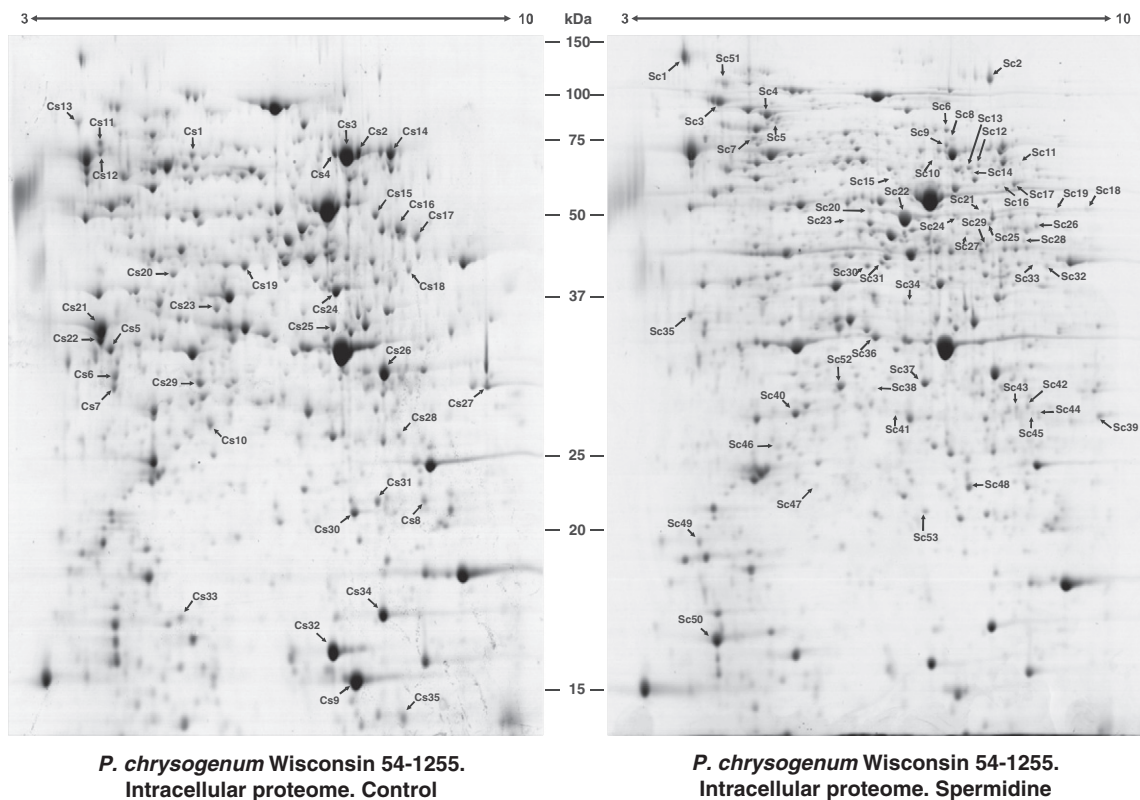 3 10 kDa 3 10
150
100
75
50
37
25
20
15
Cs13
Cs11
Cs12
Cs1
Cs3
Cs2
Cs14
Cs4
Cs15
Cs16
Cs17
Cs20
Cs19
Cs18
Cs23
Cs24
Cs21
Cs22
Cs5
Cs25
Cs26
Cs6
Cs7
Cs29
Cs27
Cs28
Cs10
Cs31
Cs30
Cs8
Cs33
Cs34
Cs32
Cs9
Cs35
Sc1
Sc51
Sc2
Sc4
Sc3
Sc5
Sc7
Sc6
Sc8
Sc13
Sc12
Sc9
Sc10
Sc11
Sc14
Sc15
Sc22
Sc17
Sc16
Sc19
Sc18
Sc21
Sc20
Sc23
Sc24
Sc29
Sc26
Sc27
Sc25
Sc28
Sc30
Sc31
Sc33
Sc32
Sc34
Sc35
Sc36
Sc52
Sc37
Sc38
Sc43
Sc42
Sc40
Sc41
Sc44
Sc45
Sc39
Sc46
Sc47
Sc48
Sc49
Sc53
Sc50
P. chrysogenum Wisconsin 54-1255.
Intracellular proteome. Control
P. chrysogenum Wisconsin 54-1255.
Intracellular proteome. Spermidine